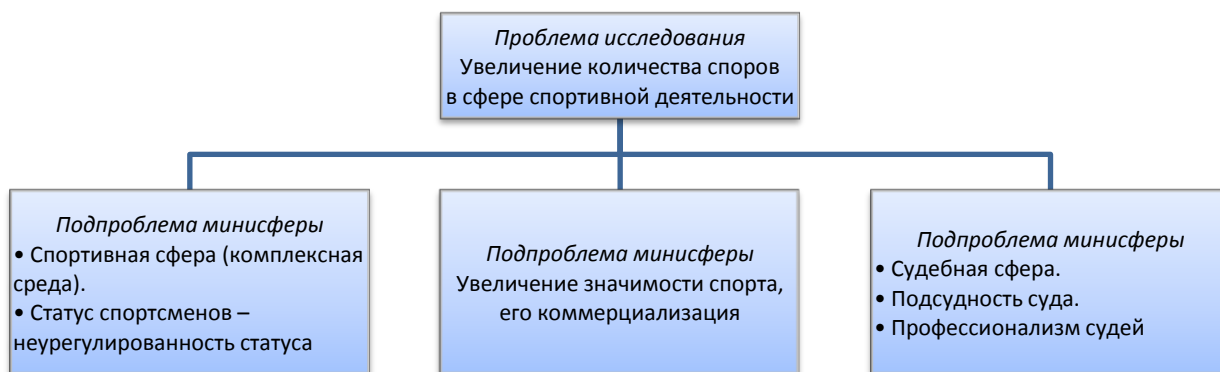 Проблема исследования
Увеличение количества споров
в сфере спортивной деятельности
Подпроблема минисферы
• Спортивная сфера (комплексная
среда).
• Статус спортсменов –
неурегулированность статуса
Подпроблема минисферы
Увеличение значимости спорта,
его коммерциализация
Подпроблема минисферы
• Судебная сфера.
• Подсудность суда.
• Профессионализм судей